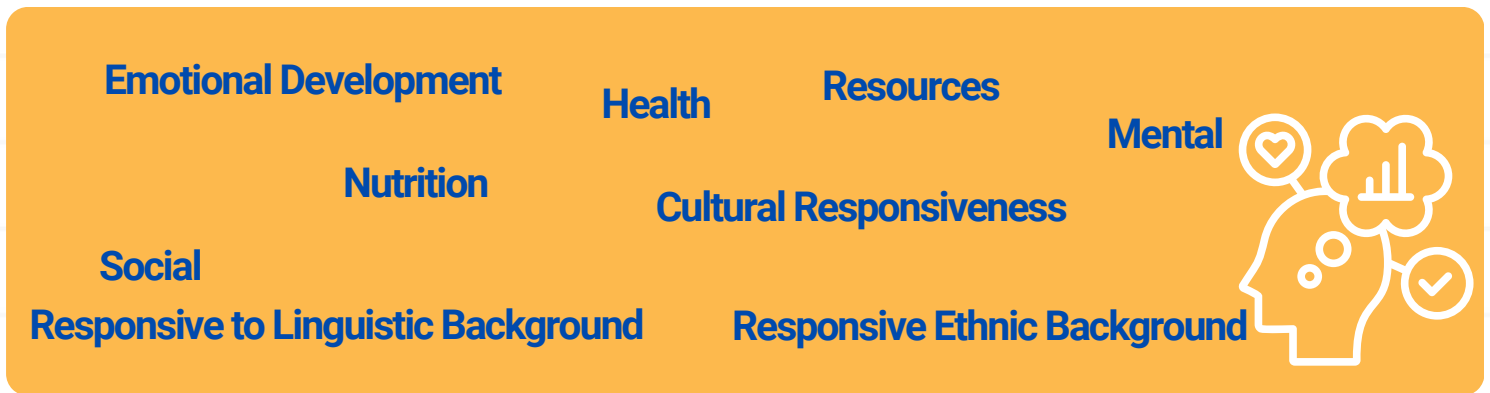 Emotional Development
Health
Resources
Mental
Nutrition
Cultural Responsiveness
Social
Responsive to Linguistic Background
Responsive Ethnic Background